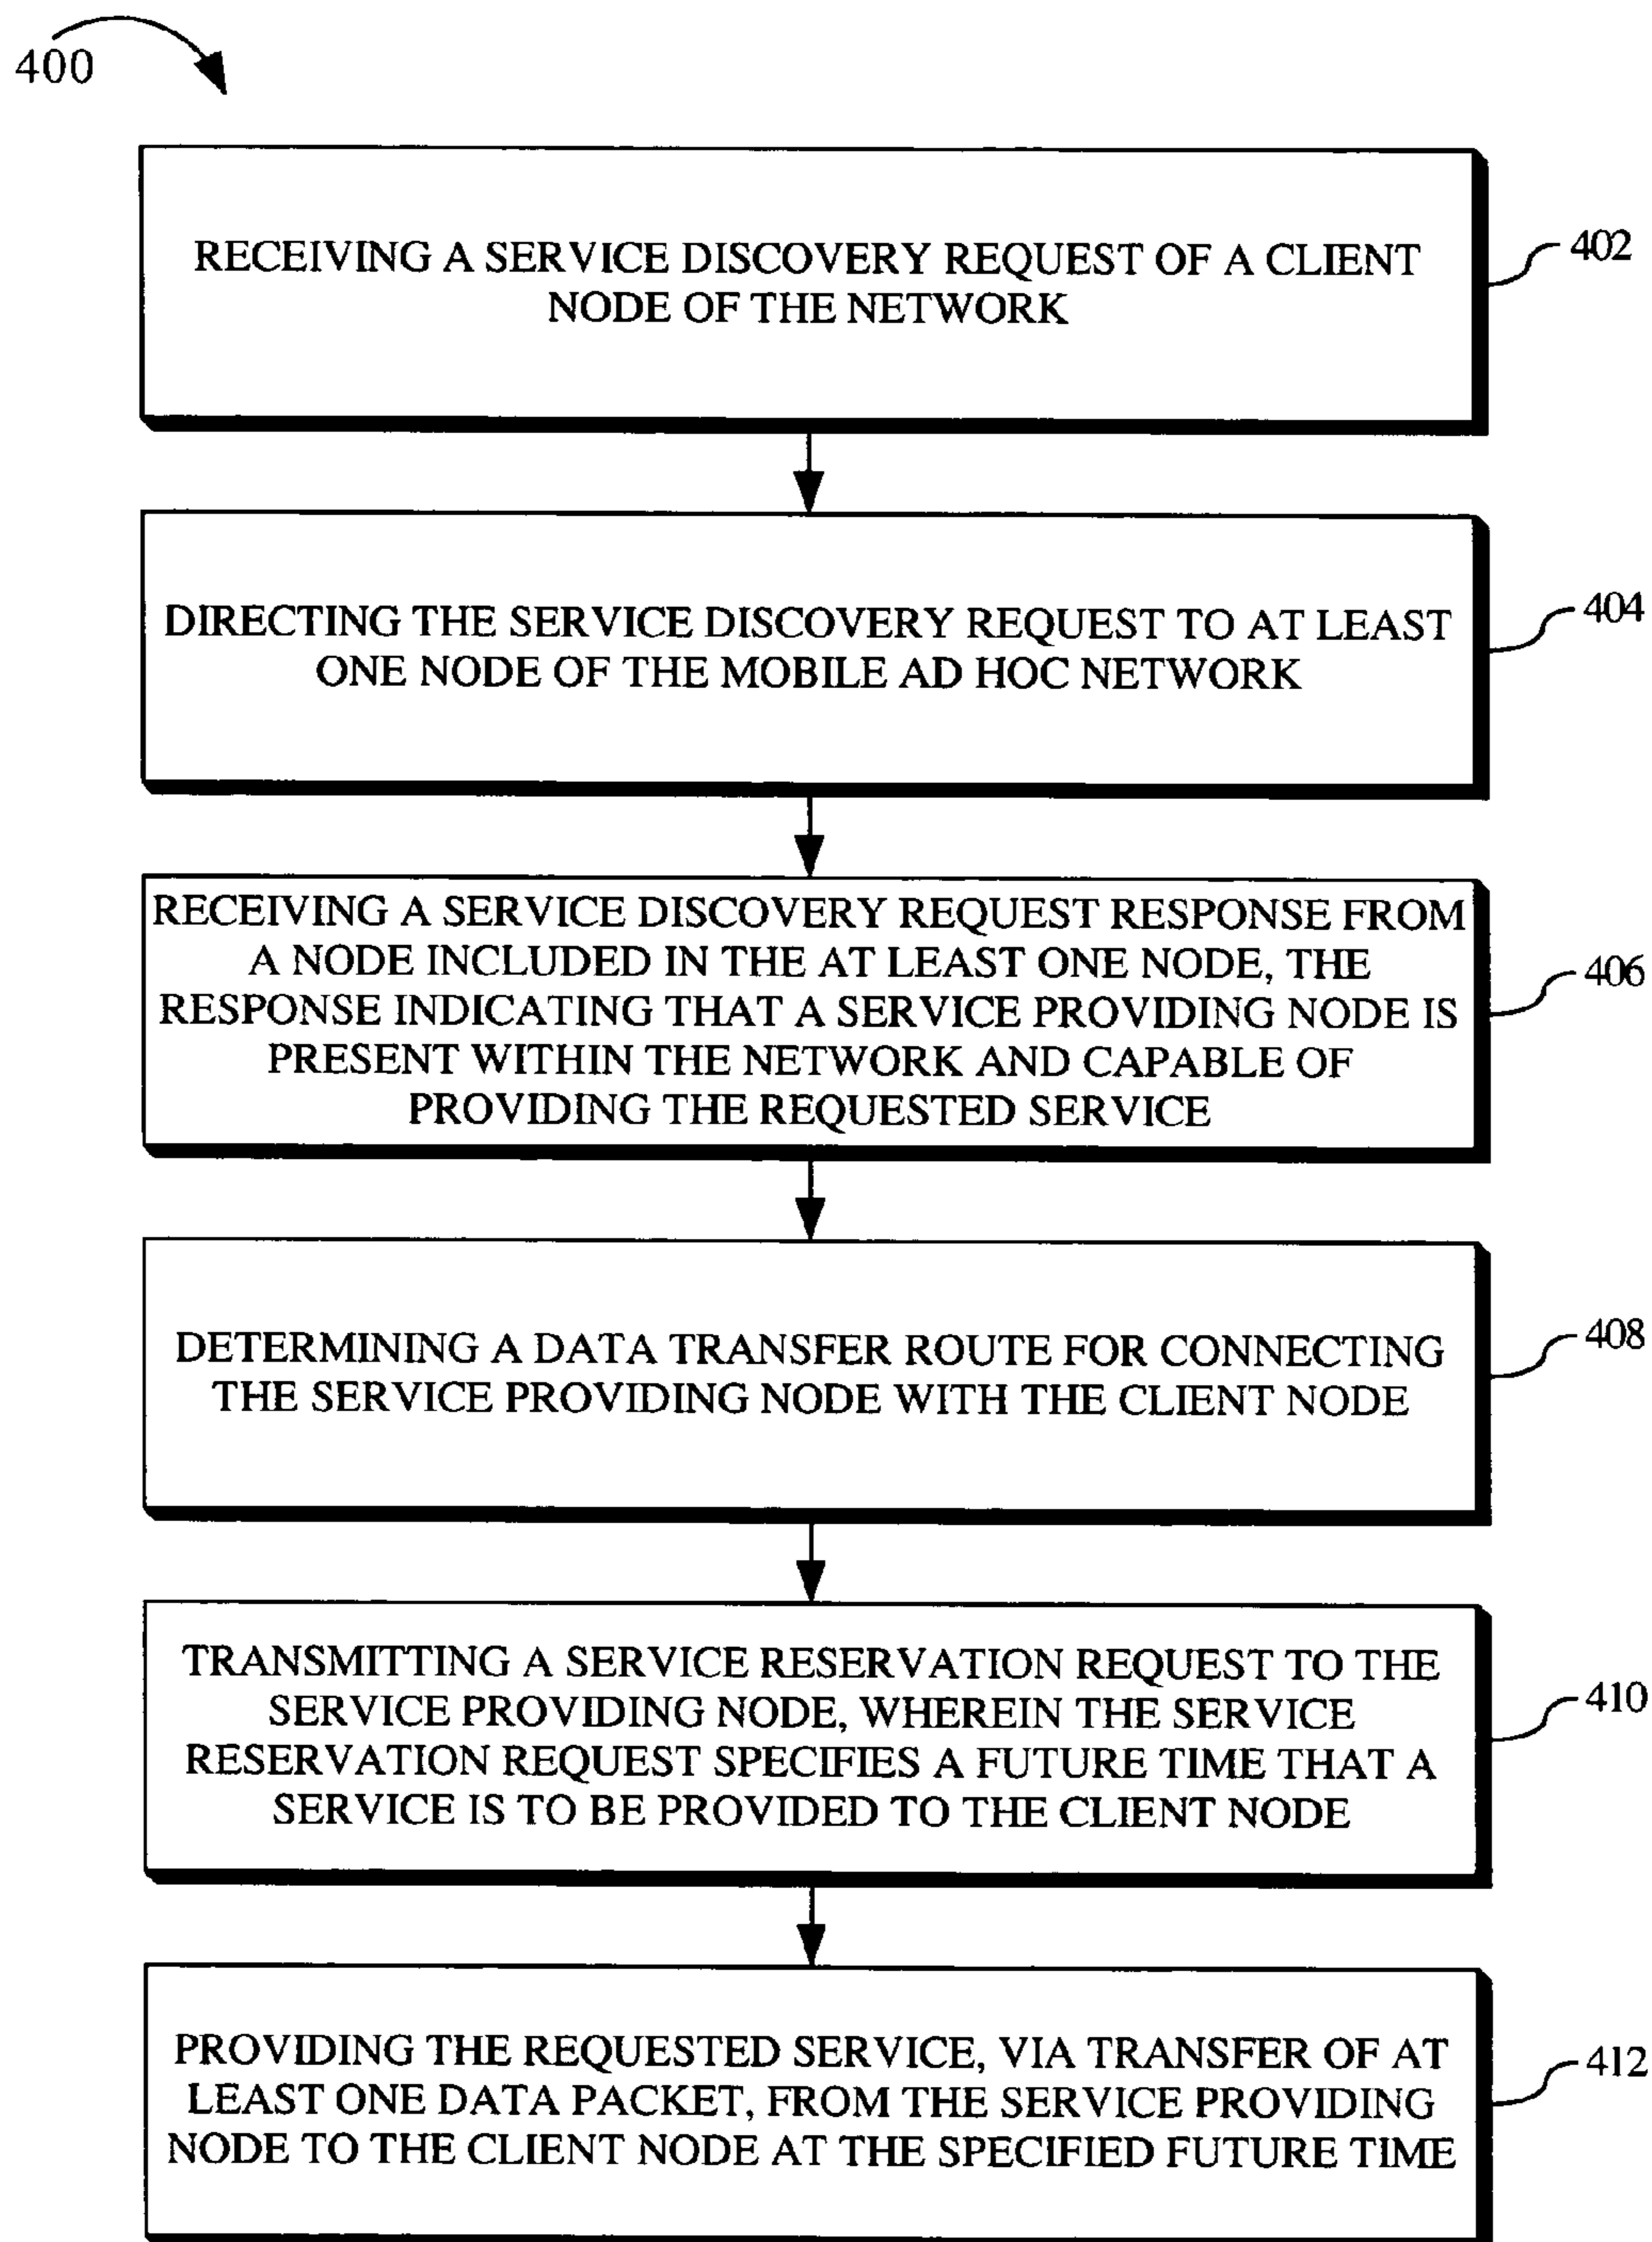 400
RECEIVING A SERVICE DISCOVERY REQUEST OF A CLIENT
NODE OF THE NETWORK
402
DIRECTING THE SERVICE DISCOVERY REQUEST TO AT LEAST
ONE NODE OF THE MOBILE AD HOC NETWORK
404
RECEIVING A SERVICE DISCOVERY REQUEST RESPONSE FROM
A NODE INCLUDED IN THE AT LEAST ONE NODE, THE
RESPONSE INDICATING THAT A SERVICE PROVIDING NODE IS
PRESENT WITHIN THE NETWORK AND CAPABLE OF
PROVIDING THE REQUESTED SERVICE
406
DETERMINING A DATA TRANSFER ROUTE FOR CONNECTING
THE SERVICE PROVIDING NODE WITH THE CLIENT NODE
408
TRANSMITTING A SERVICE RESERVATION REQUEST TO THE
SERVICE PROVIDING NODE, WHEREIN THE SERVICE
RESERVATION REQUEST SPECIFIES A FUTURE TIME THAT A
SERVICE IS TO BE PROVIDED TO THE CLIENT NODE
410
PROVIDING THE REQUESTED SERVICE, VIA TRANSFER OF AT
LEAST ONE DATA PACKET, FROM THE SERVICE PROVIDING
NODE TO THE CLIENT NODE AT THE SPECIFIED FUTURE TIME
412